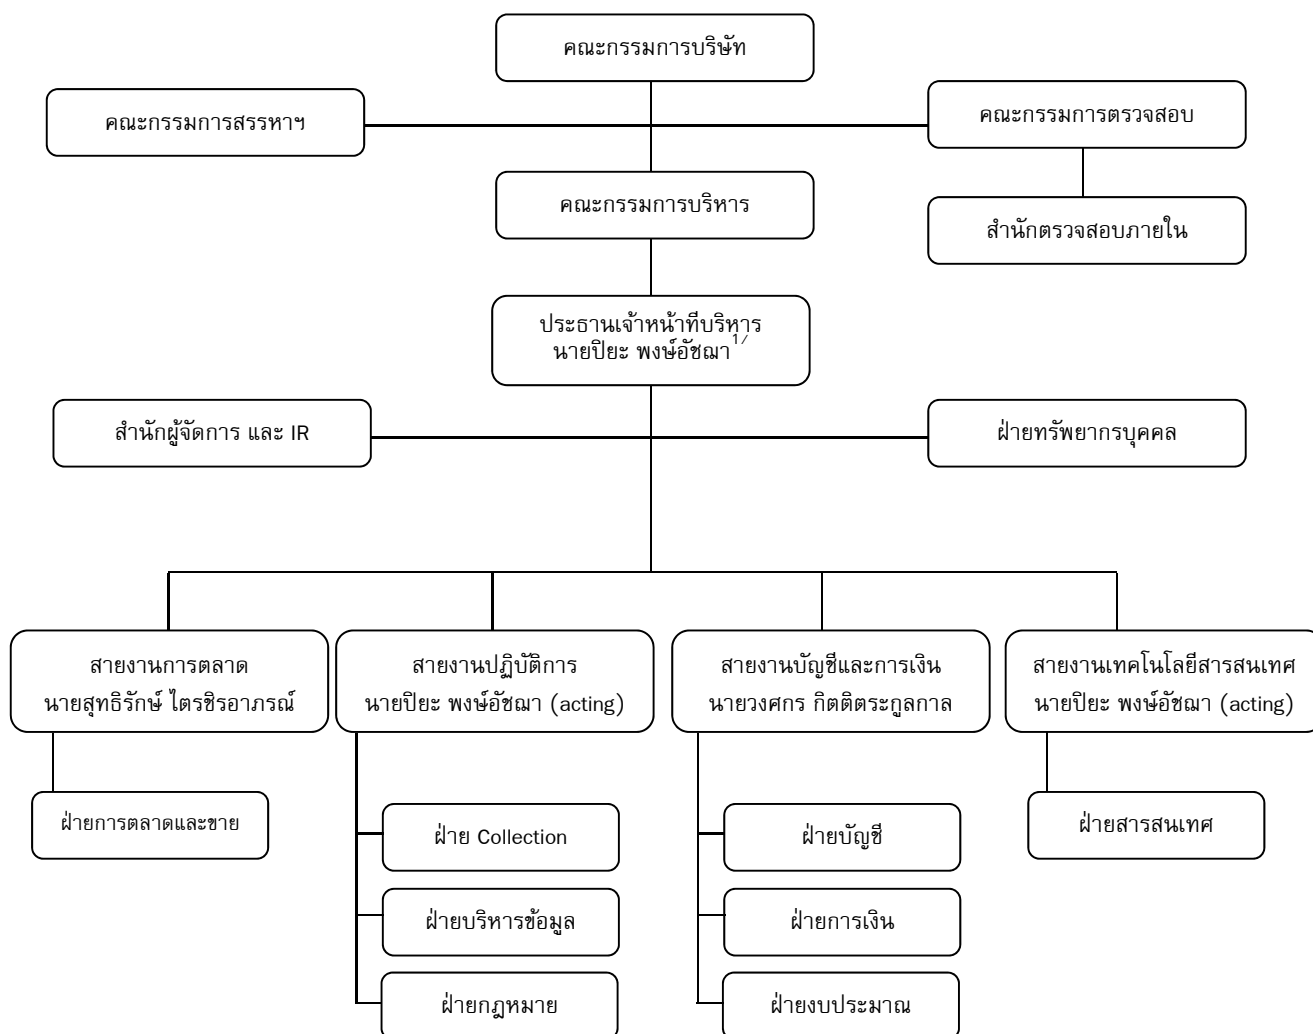 คณะกรรมการบริษัท
คณะกรรมการสรรหาฯ
คณะกรรมการตรวจสอบ
คณะกรรมการบริหาร
สำนักตรวจสอบภายใน
ประธานเจ้าหน้าที่บริหาร
นายปิยะ พงษ์อัชฌา1/
สำนักผู้จัดการ และ IR
ฝ่ายทรัพยากรบุคคล
สายงานการตลาด
นายสุทธิรักษ์ ไตรชิรอาภรณ์
สายงานปฏิบัติการ
นายปิยะ พงษ์อัชฌา (acting)
สายงานบัญชีและการเงิน
นายวงศกร กิตติตระกูลกาล
สายงานเทคโนโลยีสารสนเทศ
นายปิยะ พงษ์อัชฌา (acting)
ฝ่ายการตลาดและขาย
ฝ่าย Collection
ฝ่ายบัญชี
ฝ่ายสารสนเทศ
ฝ่ายบริหารข้อมูล
ฝ่ายการเงิน
ฝ่ายกฎหมาย
ฝ่ายงบประมาณ